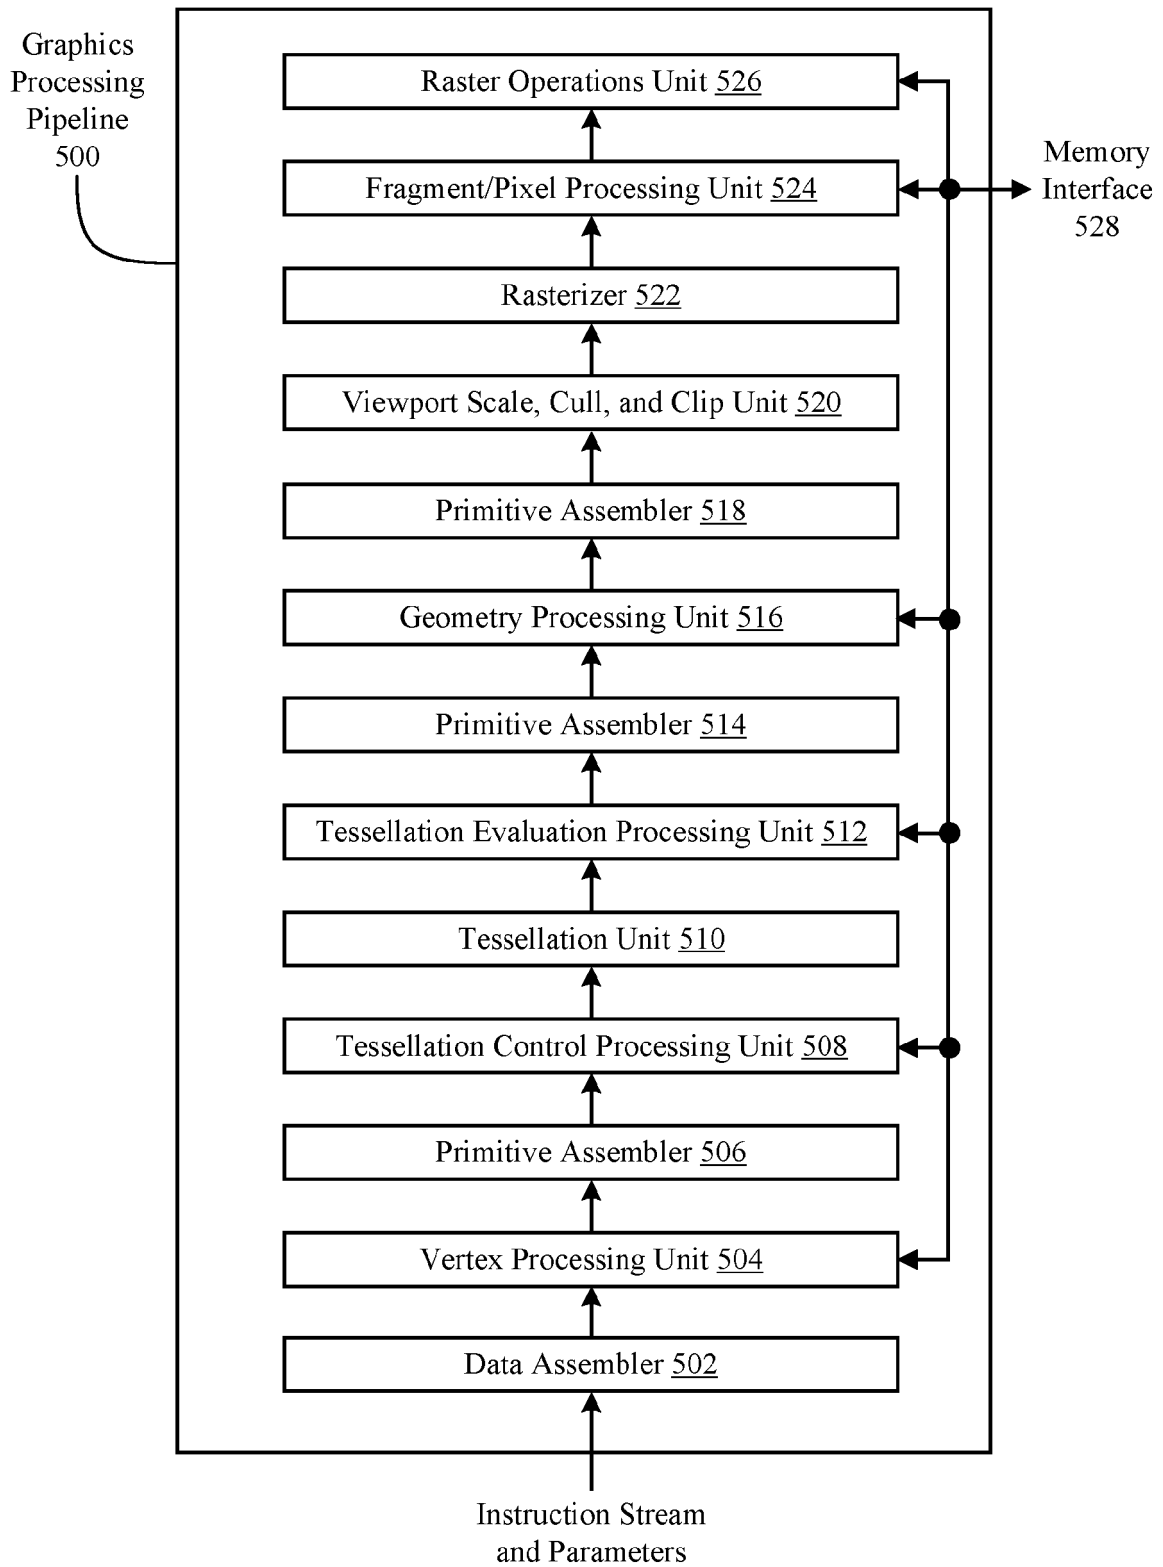 Graphics
Processing
Pipeline
500
Raster Operations Unit 526
Fragment/Pixel Processing Unit 524
Memory
Interface
528
Rasterizer 522
Viewport Scale, Cull, and Clip Unit 520
Primitive Assembler 518
Geometry Processing Unit 516
Primitive Assembler 514
Tessellation Evaluation Processing Unit 512
Tessellation Unit 510
Tessellation Control Processing Unit 508
Primitive Assembler 506
Vertex Processing Unit 504
Data Assembler 502
Instruction Stream
and Parameters